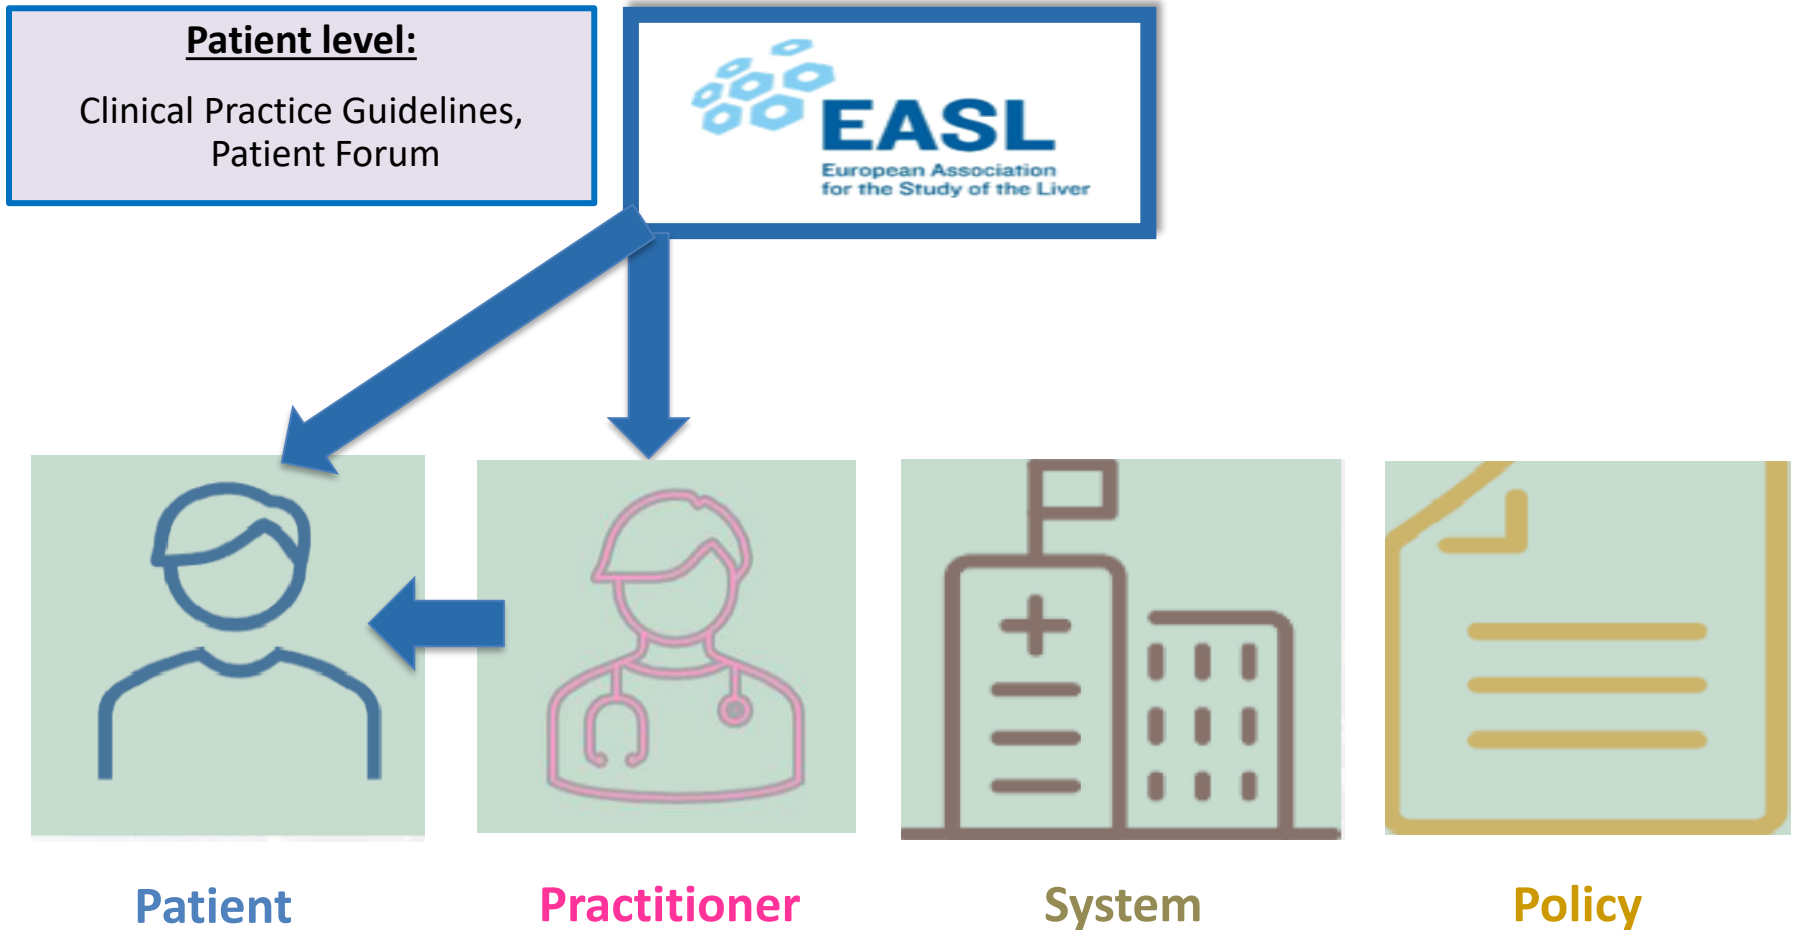 Patient level:
Clinical Practice Guidelines,
Patient Forum
EASL
European Association
for the Study of the Liver
Patient
Practitioner
System
Policy